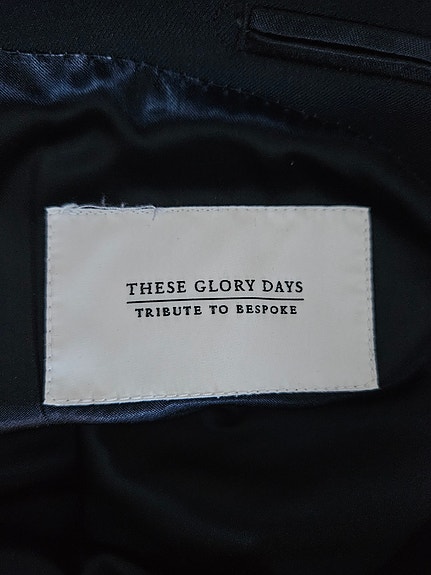 THESE GLORY DAYS
TRIBUTE TO BESPOKE